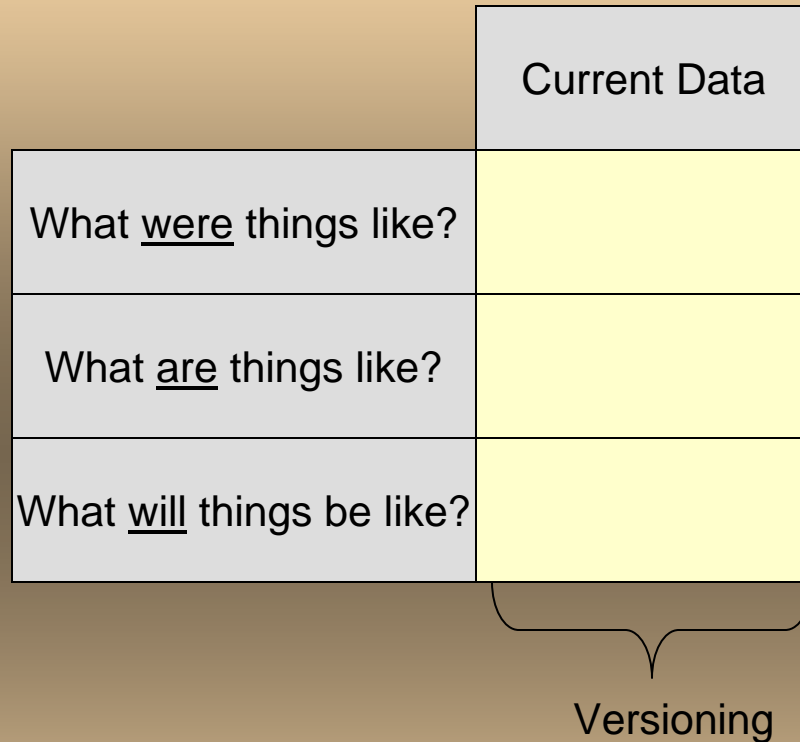 Current Data
What were things like?
What are things like?
What will things be like?
Versioning